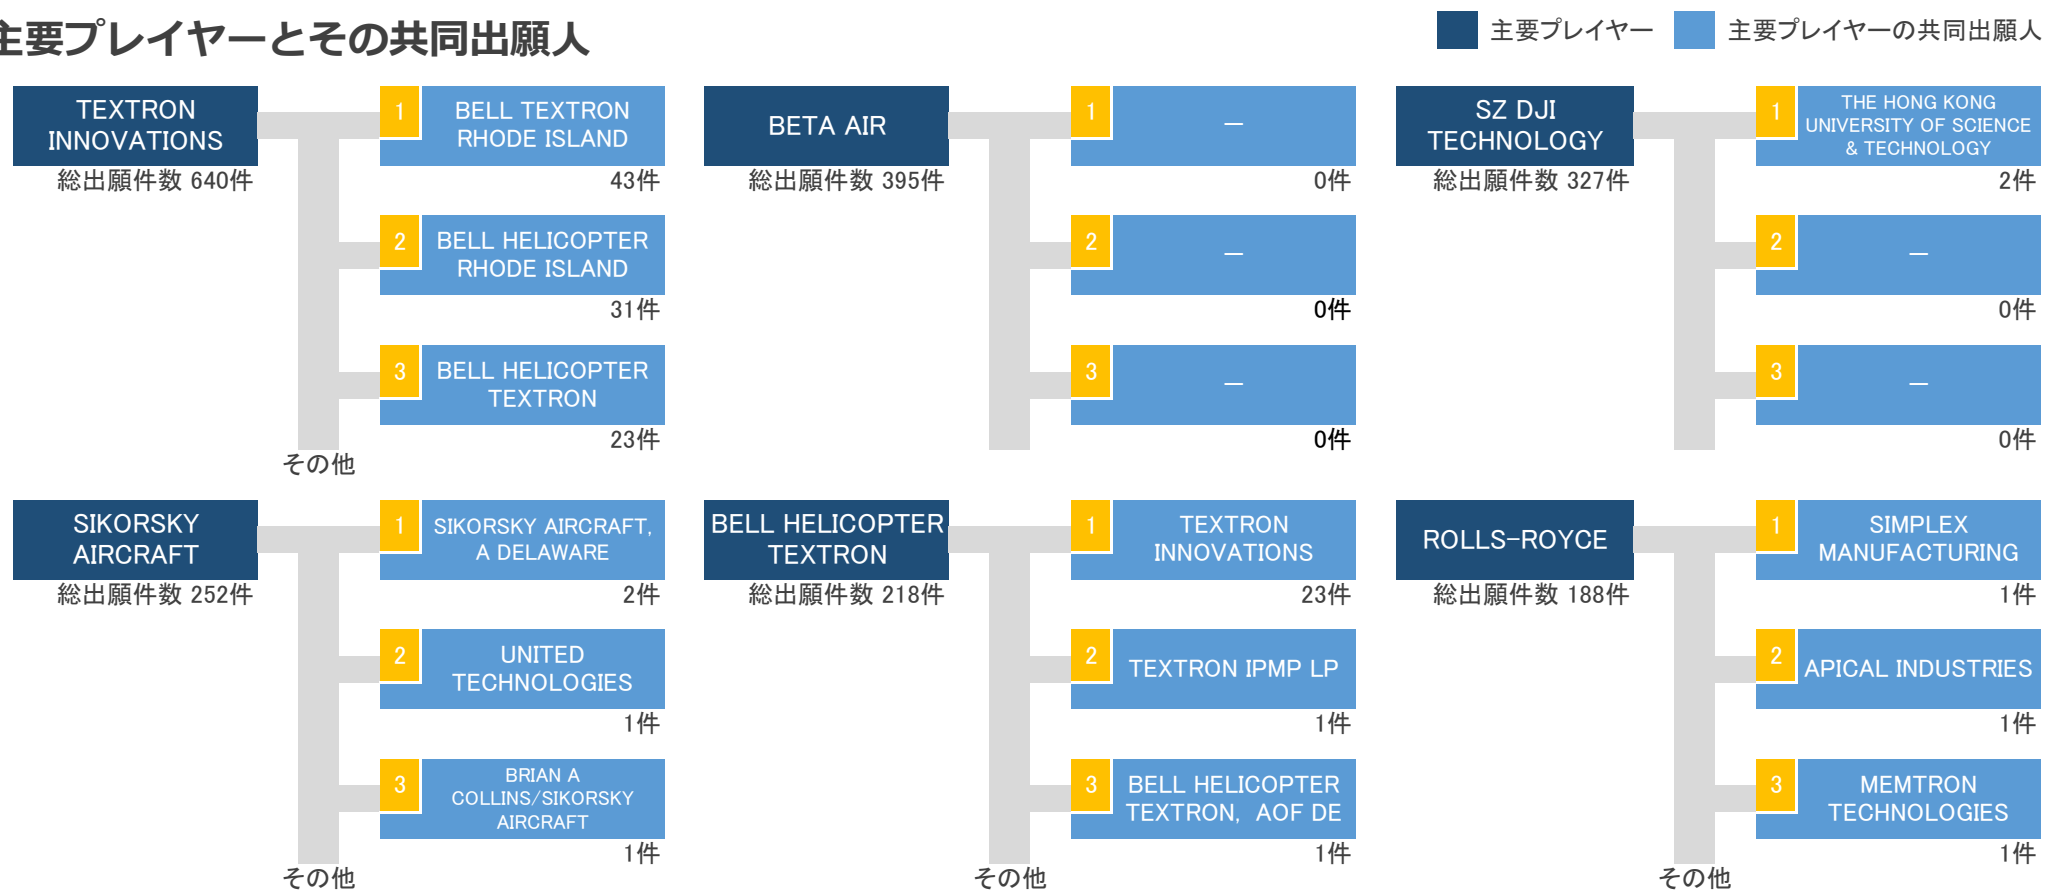 主要プレイヤーとその共同出願人
主要プレイヤー
主要プレイヤーの共同出願人
TEXTRON
INNOVATIONS
総出願件数 640件
1
BELL TEXTRON
RHODE ISLAND
43件
2
BELL HELICOPTER
RHODE ISLAND
31件
3
BELL HELICOPTER
TEXTRON
23件
その他
BETA AIR
総出願件数 395件
1
－
0件
2
－
0件
3
－
0件
SZ DJI
TECHNOLOGY
総出願件数 327件
1
THE HONG KONG
UNIVERSITY OF SCIENCE
& TECHNOLOGY
2件
2
－
0件
3
－
0件
SIKORSKY
AIRCRAFT
総出願件数 252件
1
SIKORSKY AIRCRAFT,
A DELAWARE
2件
2
UNITED
TECHNOLOGIES
1件
3
BRIAN A
COLLINS/SIKORSKY
AIRCRAFT
1件
その他
BELL HELICOPTER
TEXTRON
総出願件数 218件
1
TEXTRON
INNOVATIONS
23件
2
TEXTRON IPMP LP
1件
3
BELL HELICOPTER
TEXTRON, AOF DE
1件
その他
ROLLS-ROYCE
総出願件数 188件
1
SIMPLEX
MANUFACTURING
1件
2
APICAL INDUSTRIES
1件
3
MEMTRON
TECHNOLOGIES
1件
その他